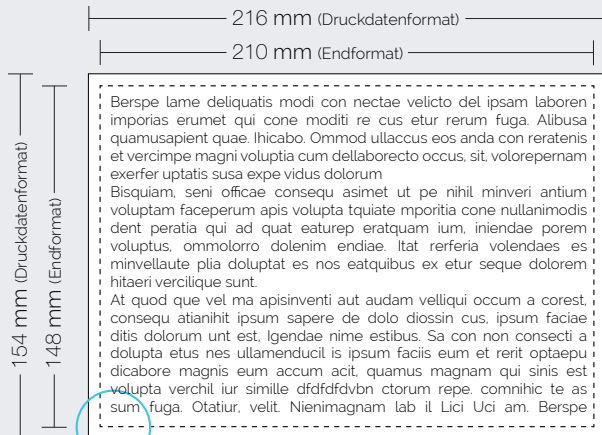 216 mm (Druckdatenformat)
210 mm (Endformat)
154 mm (Druckdatenformat)
148 mm (Endformat)
Berspe lame deliquatis modi con nectae velicto del ipsam laboren
imporias erumet qui cone moditi re cus etur rerum fuga. Alibusa
quamusapient quae. Ihicabo. Ommod ullaccus eos anda con reratenis
et vercimpe magni voluptia cum dellaborecto occus, sit, volorepernam
exerfer uptatis susa expe vidus dolorum
Bisquiam, seni officae consequ asimet ut pe nihil minveri antium
voluptam faceperum apis volupta tquiate mporitia cone nullanimodis
dent peratia qui ad quat eaturep eratquam ium, iniendae porem
voluptus, ommolorro dolenim endiae. Itat rerferia volendaes es
minvellaute plia doluptat es nos eatquibus ex etur seque dolorem
hitaeri vercilique sunt.
At quod que vel ma apisinventi aut audam velliqui occum a corest,
consequ atianihit ipsum sapere de dolo diossin cus, ipsum faciae
ditis dolorum unt est, Igendae nime estibus. Sa con non consecti a
dolupta etus nes ullamenducil is ipsum faciis eum et rerit optaepu
dicabore magnis eum accum acit, quamus magnam qui sinis est
volupta verchil iur simille dfdfdfdvbn ctorum repe. comnihic te as
sum fuga. Otatiur, velit. Nienimagnam lab il Lici Uci am. Berspe